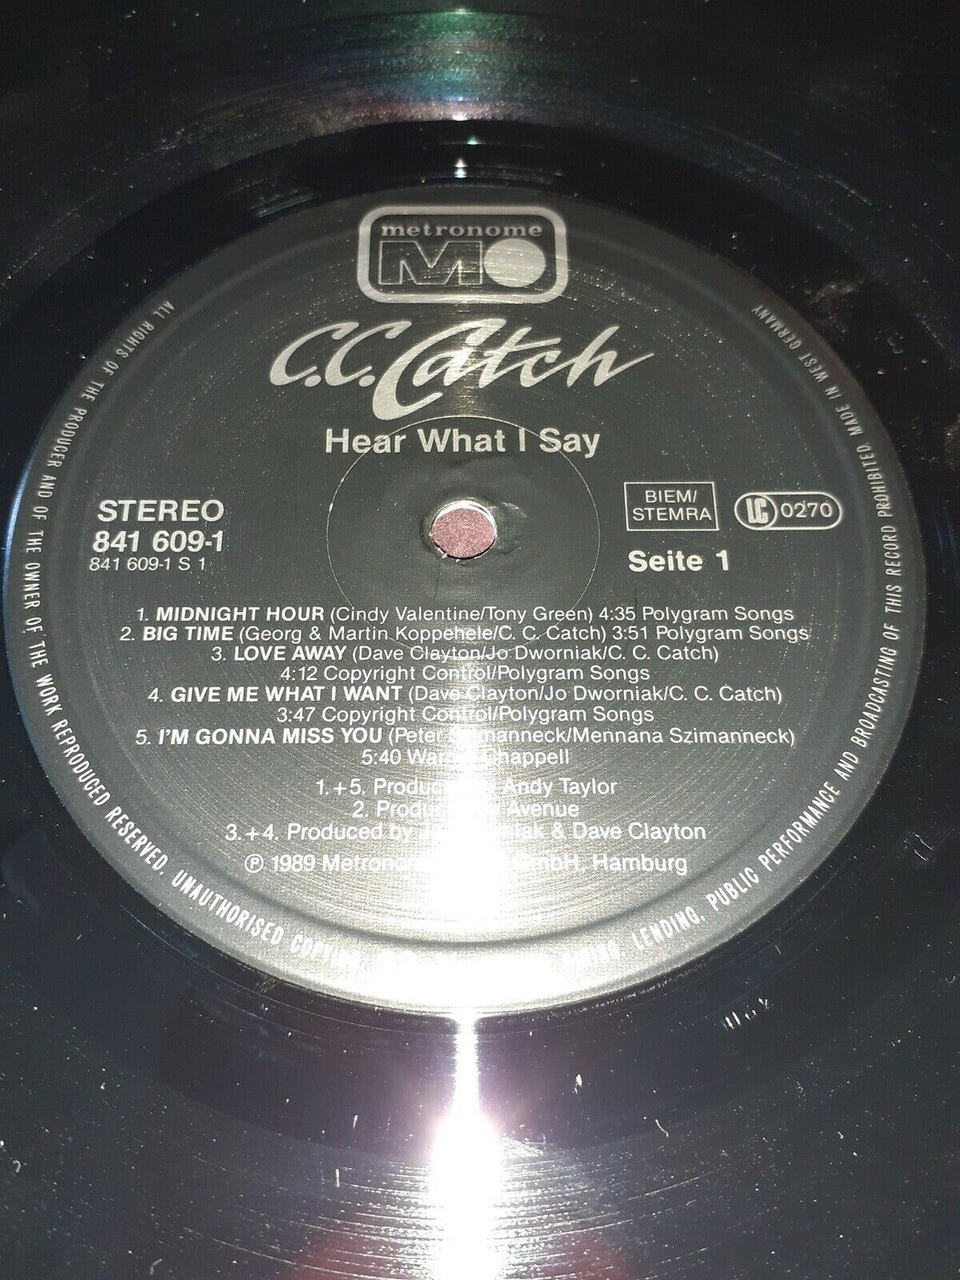 metronome
MO
C.C.Catch
Hear What I Say
STEREO
841 609-1
841 609-1 S 1
BIEM/
STEMRA
LC 0270
Seite 1
1. MIDNIGHT HOUR (Cindy Valentine/Tony Green) 4:35 Polygram Songs
2. BIG TIME (Georg & Martin Koppehele/C. C. Catch) 3:51 Polygram Songs
3. LOVE AWAY (Dave Clayton/Jo Dworniak/C. C. Catch)
4:12 Copyright Control/Polygram Songs
4. GIVE ME WHAT I WANT (Dave Clayton/Jo Dworniak/C. C. Catch)
3:47 Copyright Control/Polygram Songs
5. I'M GONNA MISS YOU (Peter Szimanneck/Mennana Szimanneck)
5:40 Chappell
1.+5. Andy Taylor
2. Avenue
3.+4. Produced by & Dave Clayton
℗ 1989 GmbH, Hamburg
ALL RIGHTS OF THE PRODUCER AND OF THE OWNER OF THE WORK REPRODUCED RESERVED. UNAUTHORISED LENDING, PUBLIC PERFORMANCE AND BROADCASTING OF THIS RECORD PROHIBITED. MADE IN WEST GERMANY